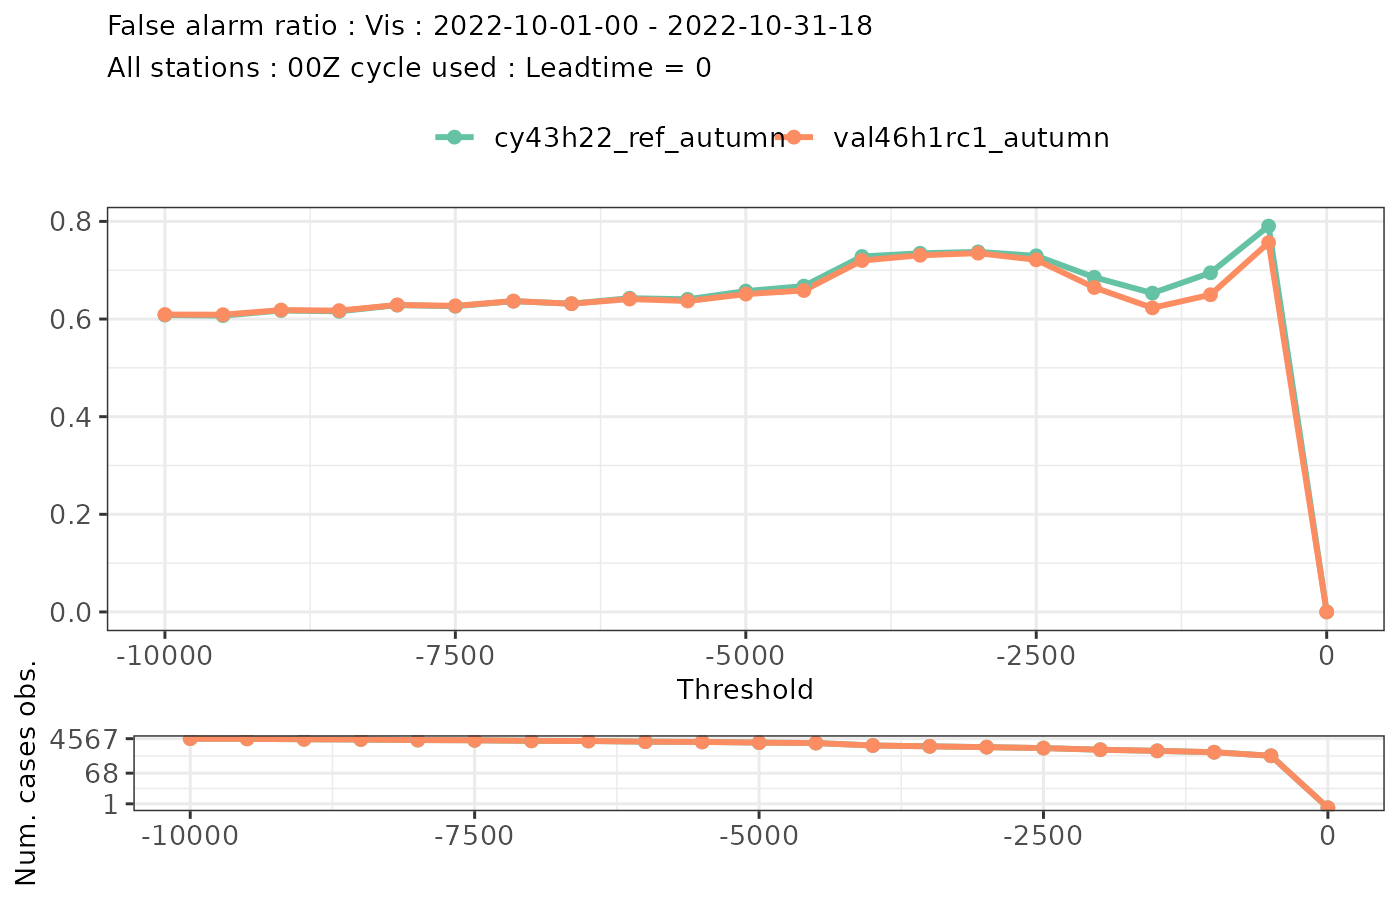 False alarm ratio : Vis : 2022-10-01-00 - 2022-10-31-18
All stations : 00Z cycle used : Leadtime = 0
cy43h22_ref_autumn val46h1rc1_autumn
0.8
0.6
0.4
0.2
0.0
-10000 -7500 -5000 -2500 0
Threshold
Num. cases obs.
4567
68
1
-10000 -7500 -5000 -2500 0